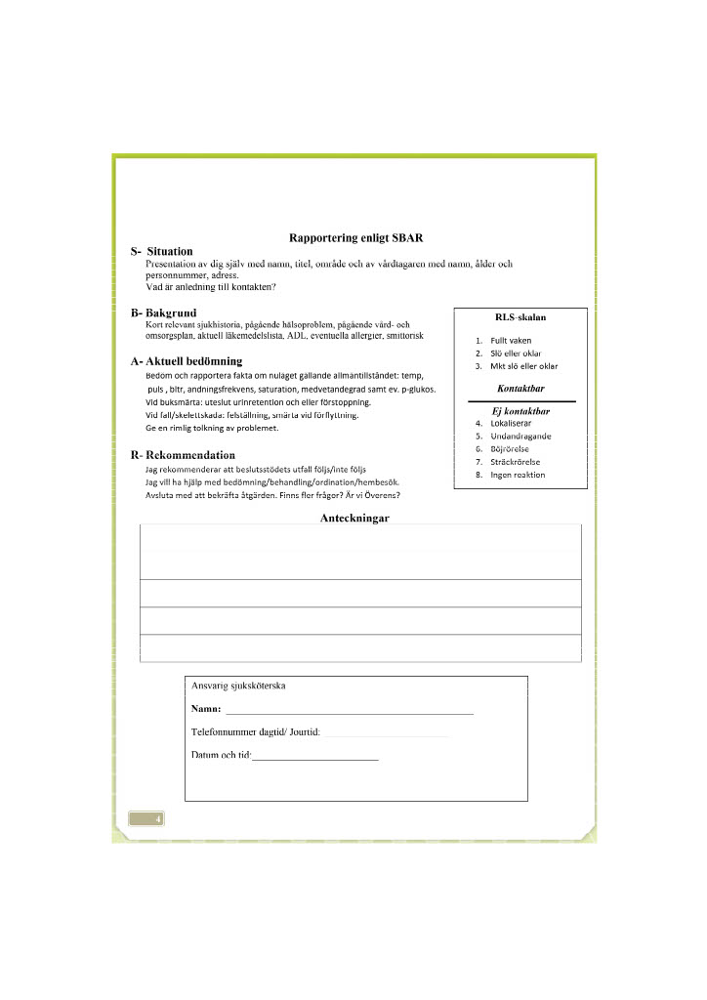 Rapportering enligt SBAR
S- Situation
Presentation av dig själv med namn, titel, område och av vårdtagaren med namn, ålder och
personnummer, adress.
Vad är anledning till kontakten?
B- Bakgrund
Kort relevant sjukhistoria, pågående hälsoproblem, pågående vård- och
omsorgsplan, aktuell läkemedelslista, ADL, eventuella allergier, smittorisk
A- Aktuell bedömning
Bedöm och rapportera fakta om nuläget gällande allmäntillståndet: temp,
puls , bltr, andningsfrekvens, saturation, medvetandegrad samt ev. p-glukos.
Vid buksmärta: uteslut urinretention och eller förstoppning.
Vid fall/skelettskada: felställning, smärta vid förflyttning.
Ge en rimlig tolkning av problemet.
R- Rekommendation
Jag rekommenderar att beslutsstödets utfall följs/inte följs
Jag vill ha hjälp med bedömning/behandling/ordination/hembesök.
Avsluta med att bekräfta åtgärden. Finns fler frågor? Är vi Överens?
RLS-skalan
1. Fullt vaken
2. Slö eller oklar
3. Mkt slö eller oklar
Kontaktbar
Ej kontaktbar
4. Lokaliserar
5. Undandragande
6. Böjrörelse
7. Sträckrörelse
8. Ingen reaktion
Anteckningar
Ansvarig sjuksköterska
Namn:
Telefonnummer dagtid/ Jourtid:
Datum och tid:
4